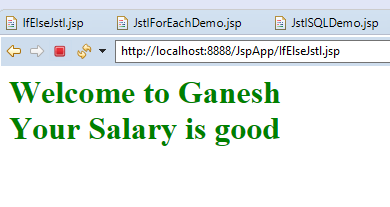 IfElseJstl.jsp JstlForEachDemo.jsp JstlSQLDemo.jsp
http://localhost:8888/JspApp/IfElseJstl.jsp
Welcome to Ganesh
Your Salary is good